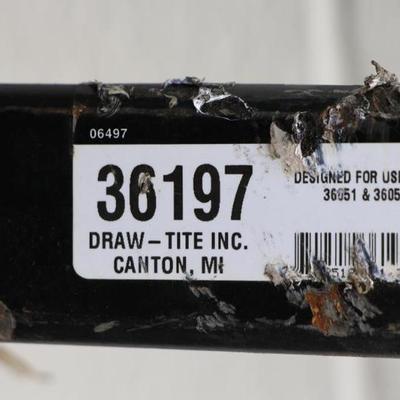 06497
36197
DRAW-TITE INC.
CANTON, MI
DESIGNED FOR USE
36051 & 3605